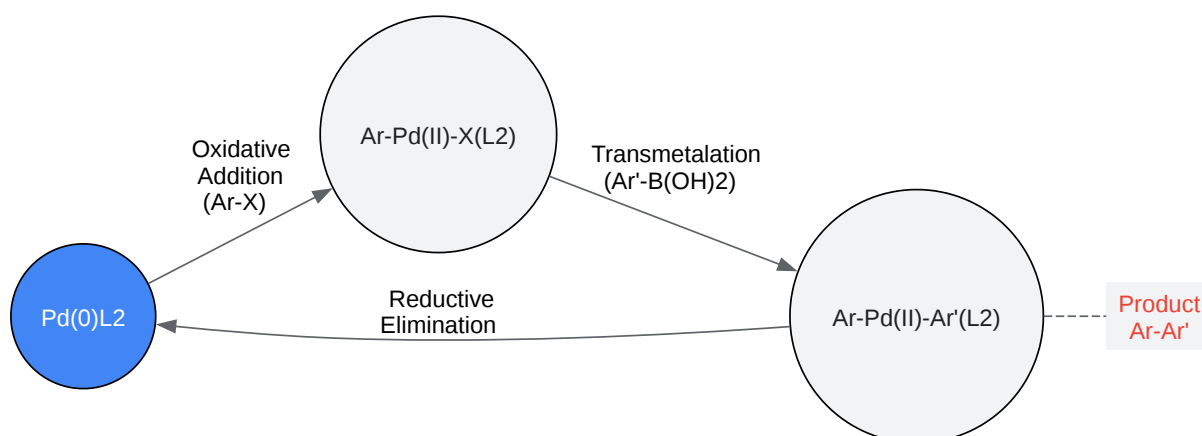 Oxidative
Addition
(Ar-X)
Ar-Pd(II)-X(L2)
Transmetalation
(Ar'-B(OH)2)
Pd(0)L2
Reductive
Elimination
Ar-Pd(II)-Ar'(L2)
Product
Ar-Ar'